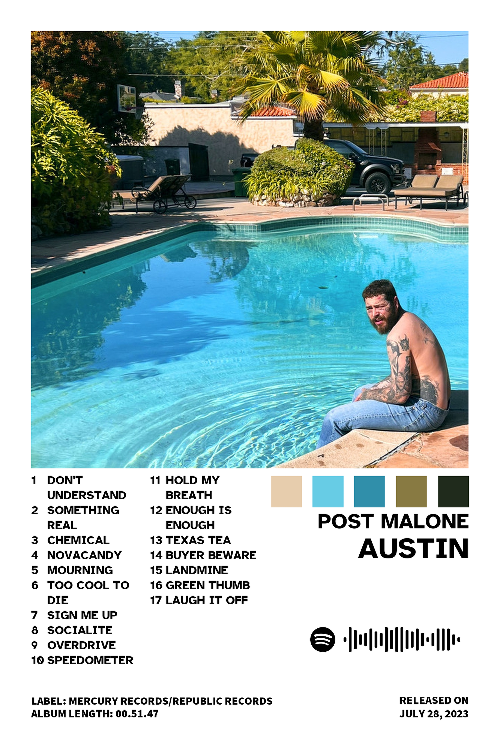 1 DON'T
UNDERSTAND
2 SOMETHING
REAL
3 CHEMICAL
4 NOVACANDY
5 MOURNING
6 TOO COOL TO
DIE
7 SIGN ME UP
8 SOCIALITE
9 OVERDRIVE
10 SPEEDOMETER
11 HOLD MY
BREATH
12 ENOUGH IS
ENOUGH
13 TEXAS TEA
14 BUYER BEWARE
15 LANDMINE
16 GREEN THUMB
17 LAUGH IT OFF
POST MALONE
AUSTIN
LABEL: MERCURY RECORDS/REPUBLIC RECORDS
ALBUM LENGTH: 00.51.47
RELEASED ON
JULY 28, 2023